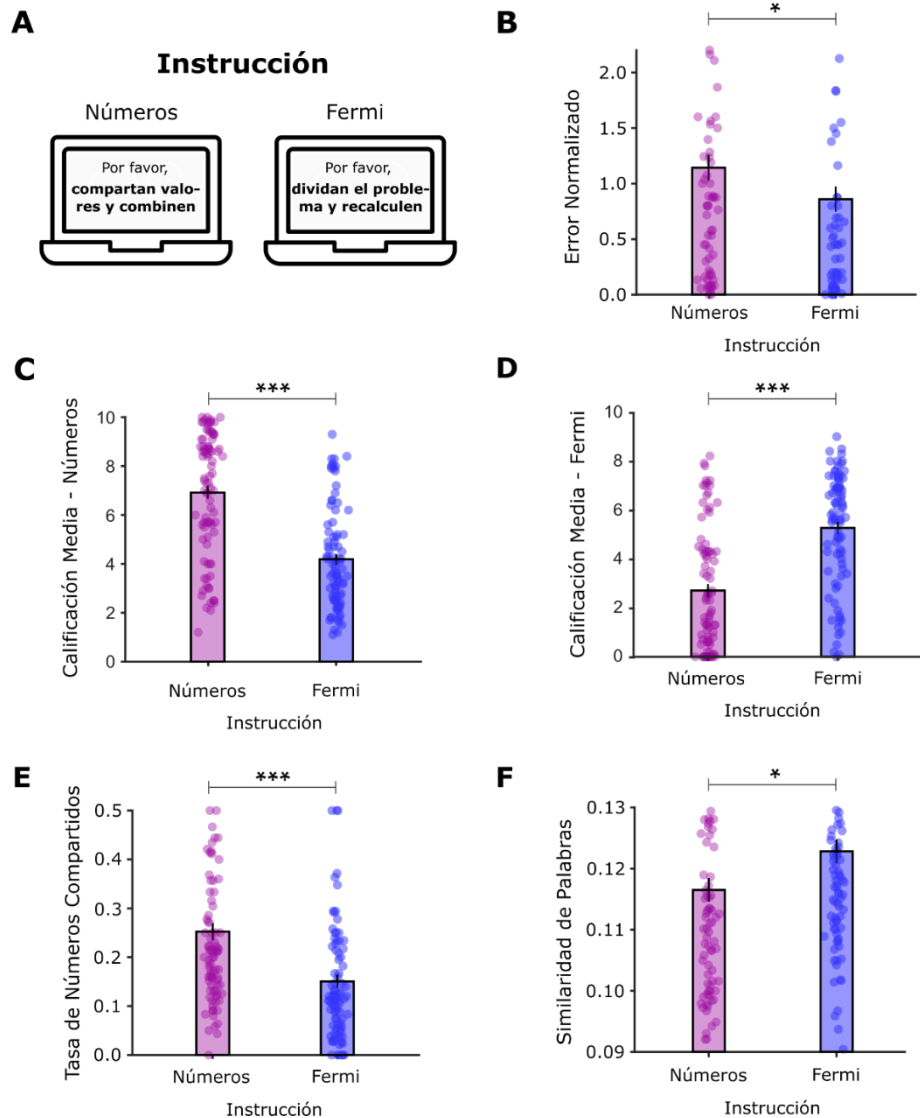 A
Instrucción
Números
Fermi
Por favor,
compartan valo-
res y combinen
Por favor,
dividan el proble-
ma y recalculen
B
*
Error Normalizado
2.0
1.5
1.0
0.5
0.0
Números
Fermi
Instrucción
C
***
Calificación Media - Números
10
8
6
4
2
0
Números
Fermi
Instrucción
D
***
Calificación Media - Fermi
10
8
6
4
2
0
Números
Fermi
Instrucción
E
***
Tasa de Números Compartidos
0.5
0.4
0.3
0.2
0.1
0.0
Números
Fermi
Instrucción
F
*
Similaridad de Palabras
0.13
0.12
0.11
0.10
0.09
Números
Fermi
Instrucción